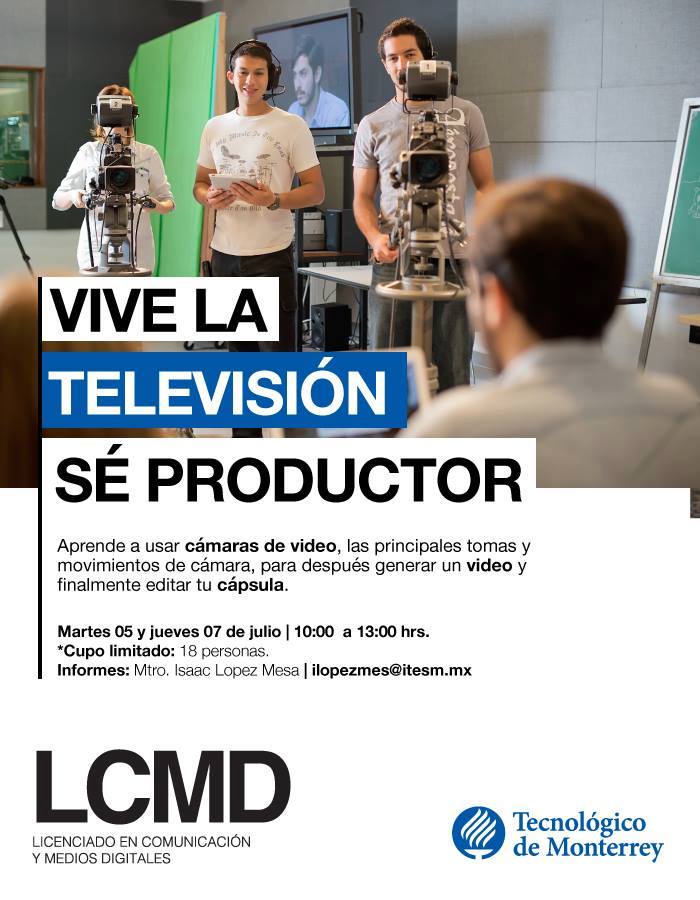 VIVE LA
TELEVISIÓN
SÉ PRODUCTOR
Aprende a usar cámaras de video, las principales tomas y
movimientos de cámara, para después generar un video y
finalmente editar tu cápsula.
Martes 05 y jueves 07 de julio | 10:00 a 13:00 hrs.
*Cupo limitado: 18 personas.
Informes: Mtro. Isaac Lopez Mesa | ilopezmes@itesm.mx
LCMD
LICENCIADO EN COMUNICACIÓN
Y MEDIOS DIGITALES
Tecnológico
de Monterrey
2
1